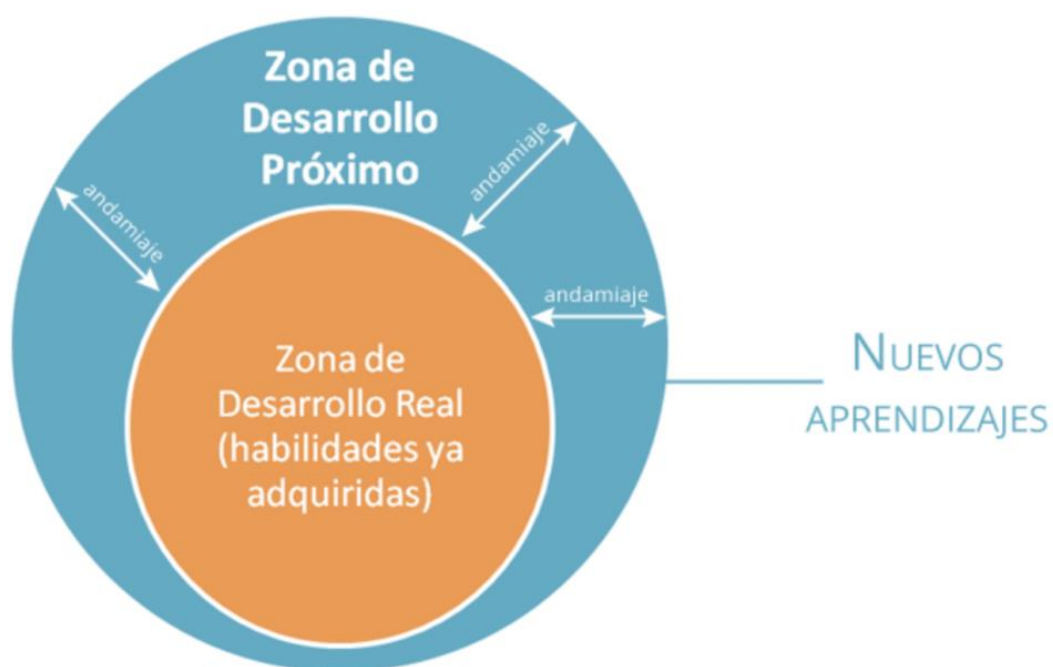 Zona de
Desarrollo
Próximo
andamiaje
andamiaje
andamiaje
Zona de
Desarrollo Real
(habilidades ya
adquiridas)
NUEVOS
APRENDIZAJES